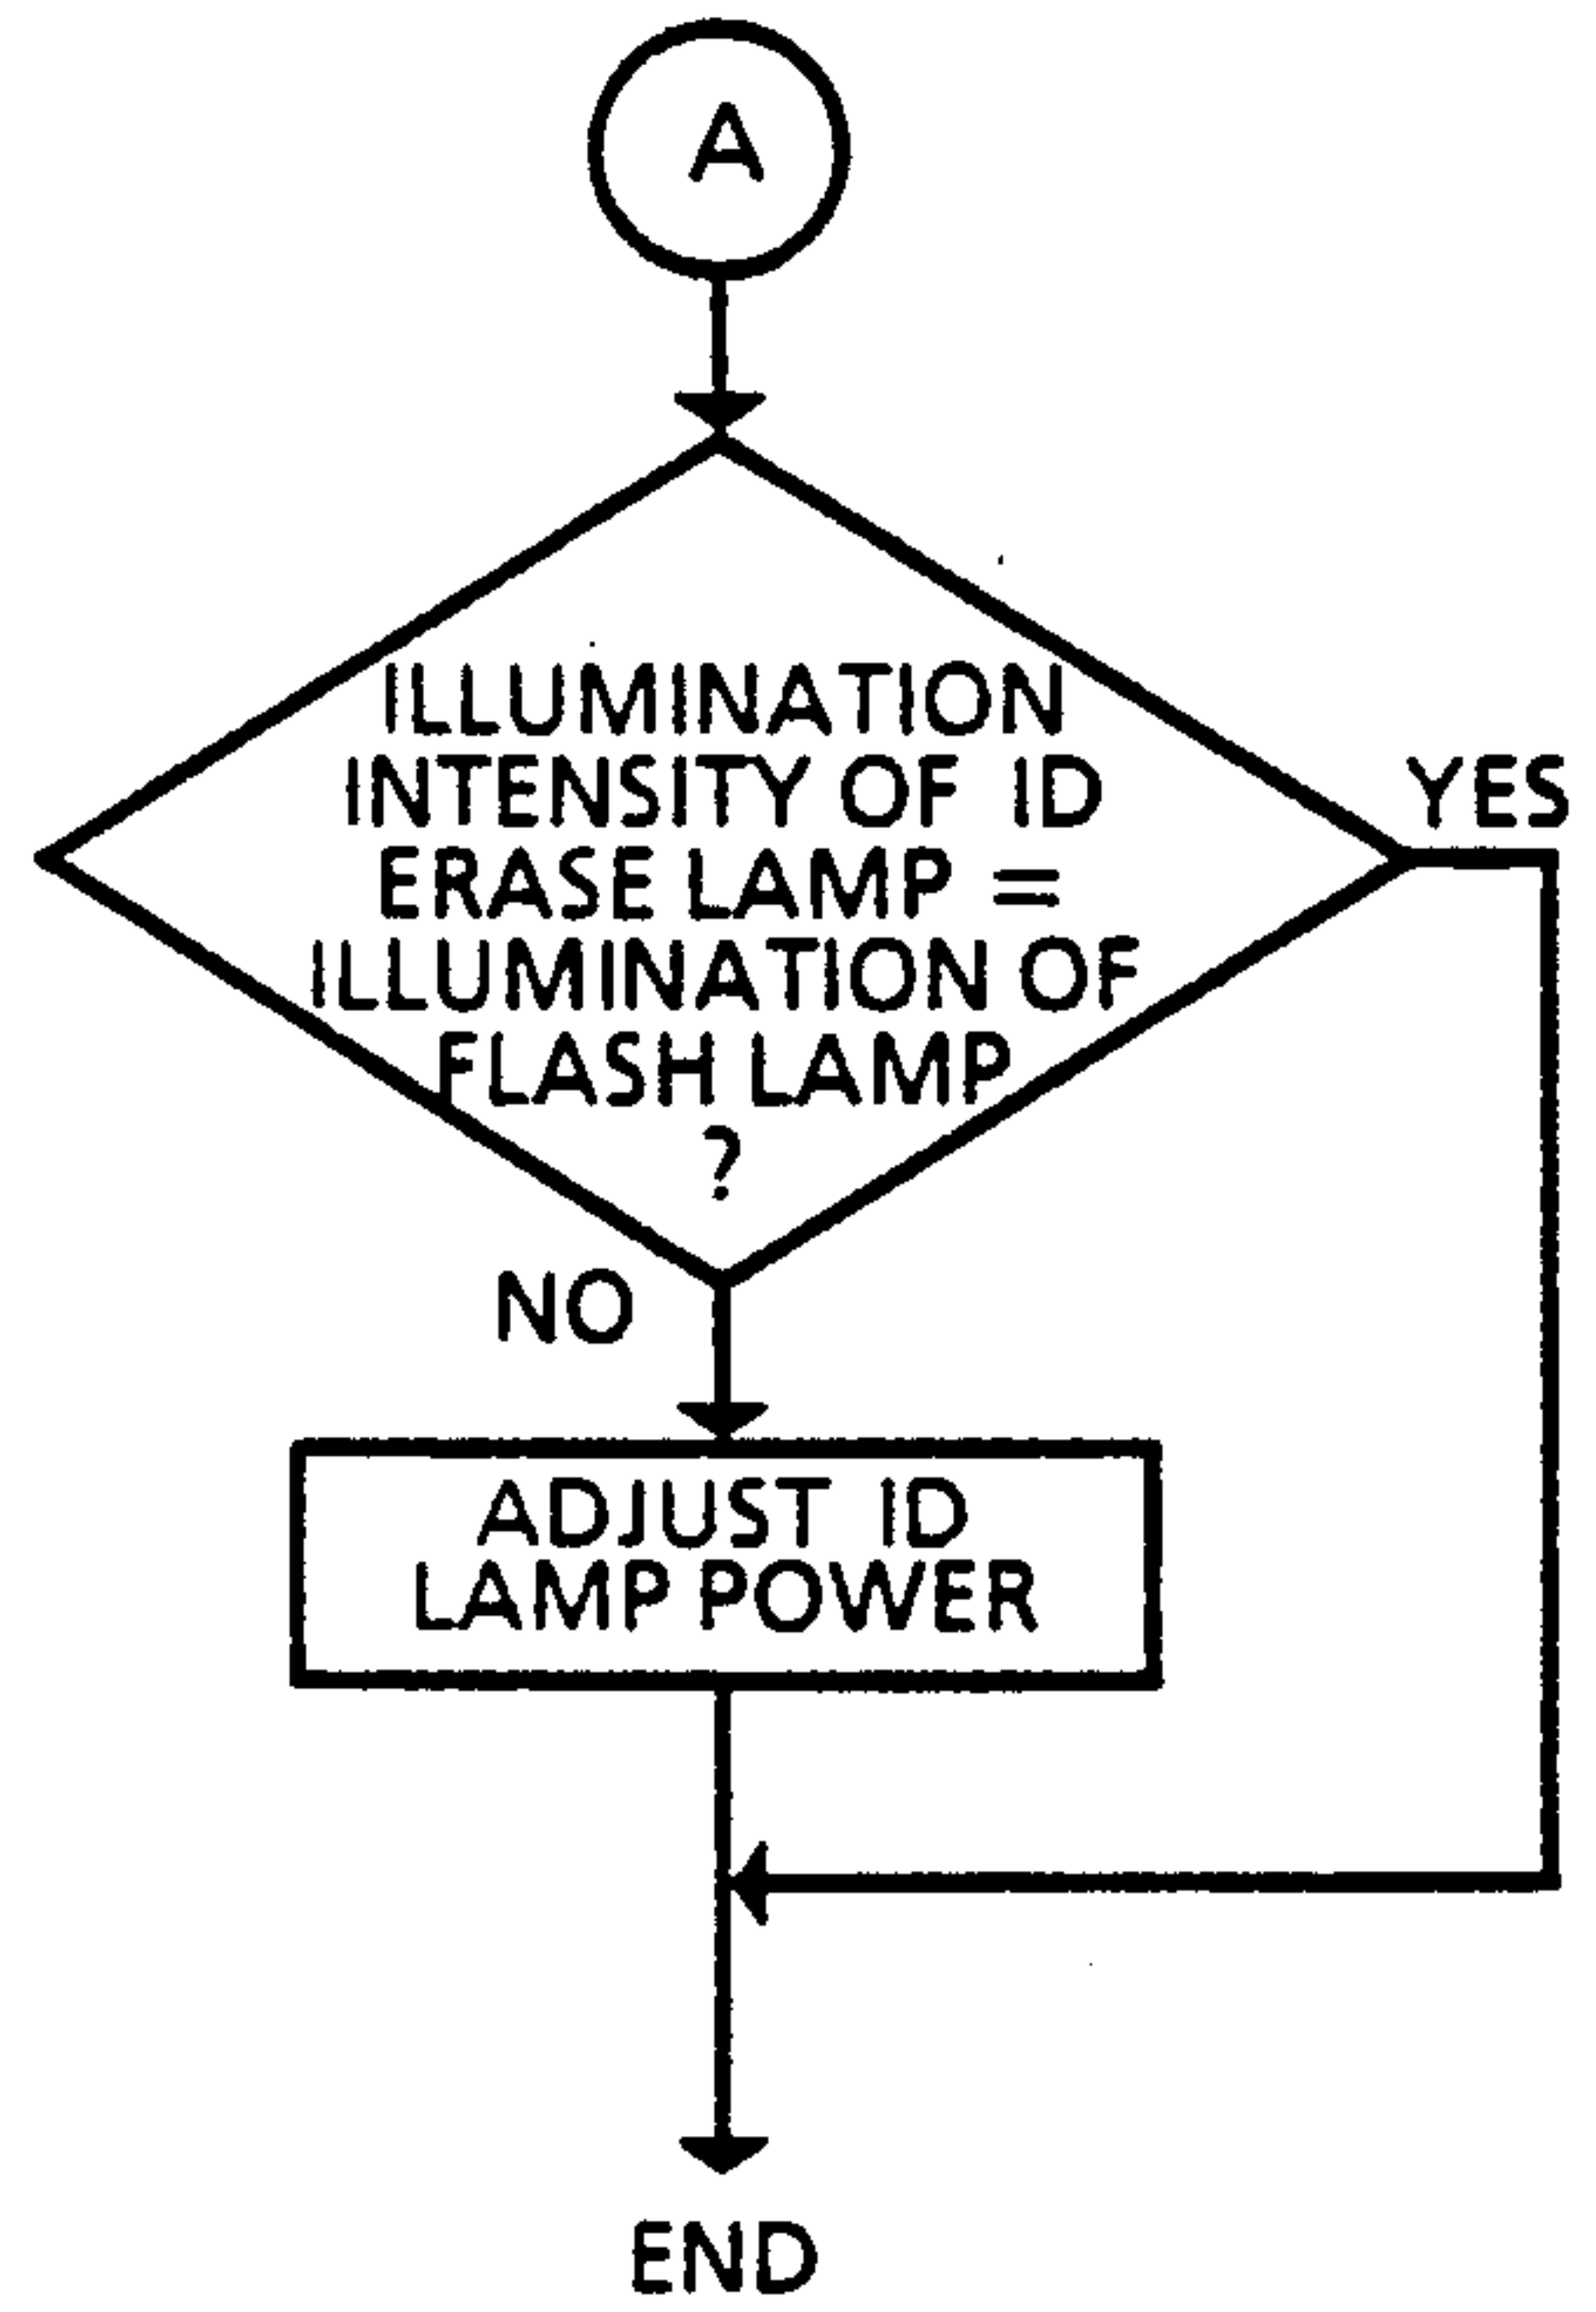 A
ILLUMINATION
INTENSITY OF ID
ERASE LAMP =
ILLUMINATION OF
FLASH LAMP
?
YES
NO
ADJUST ID
LAMP POWER
END